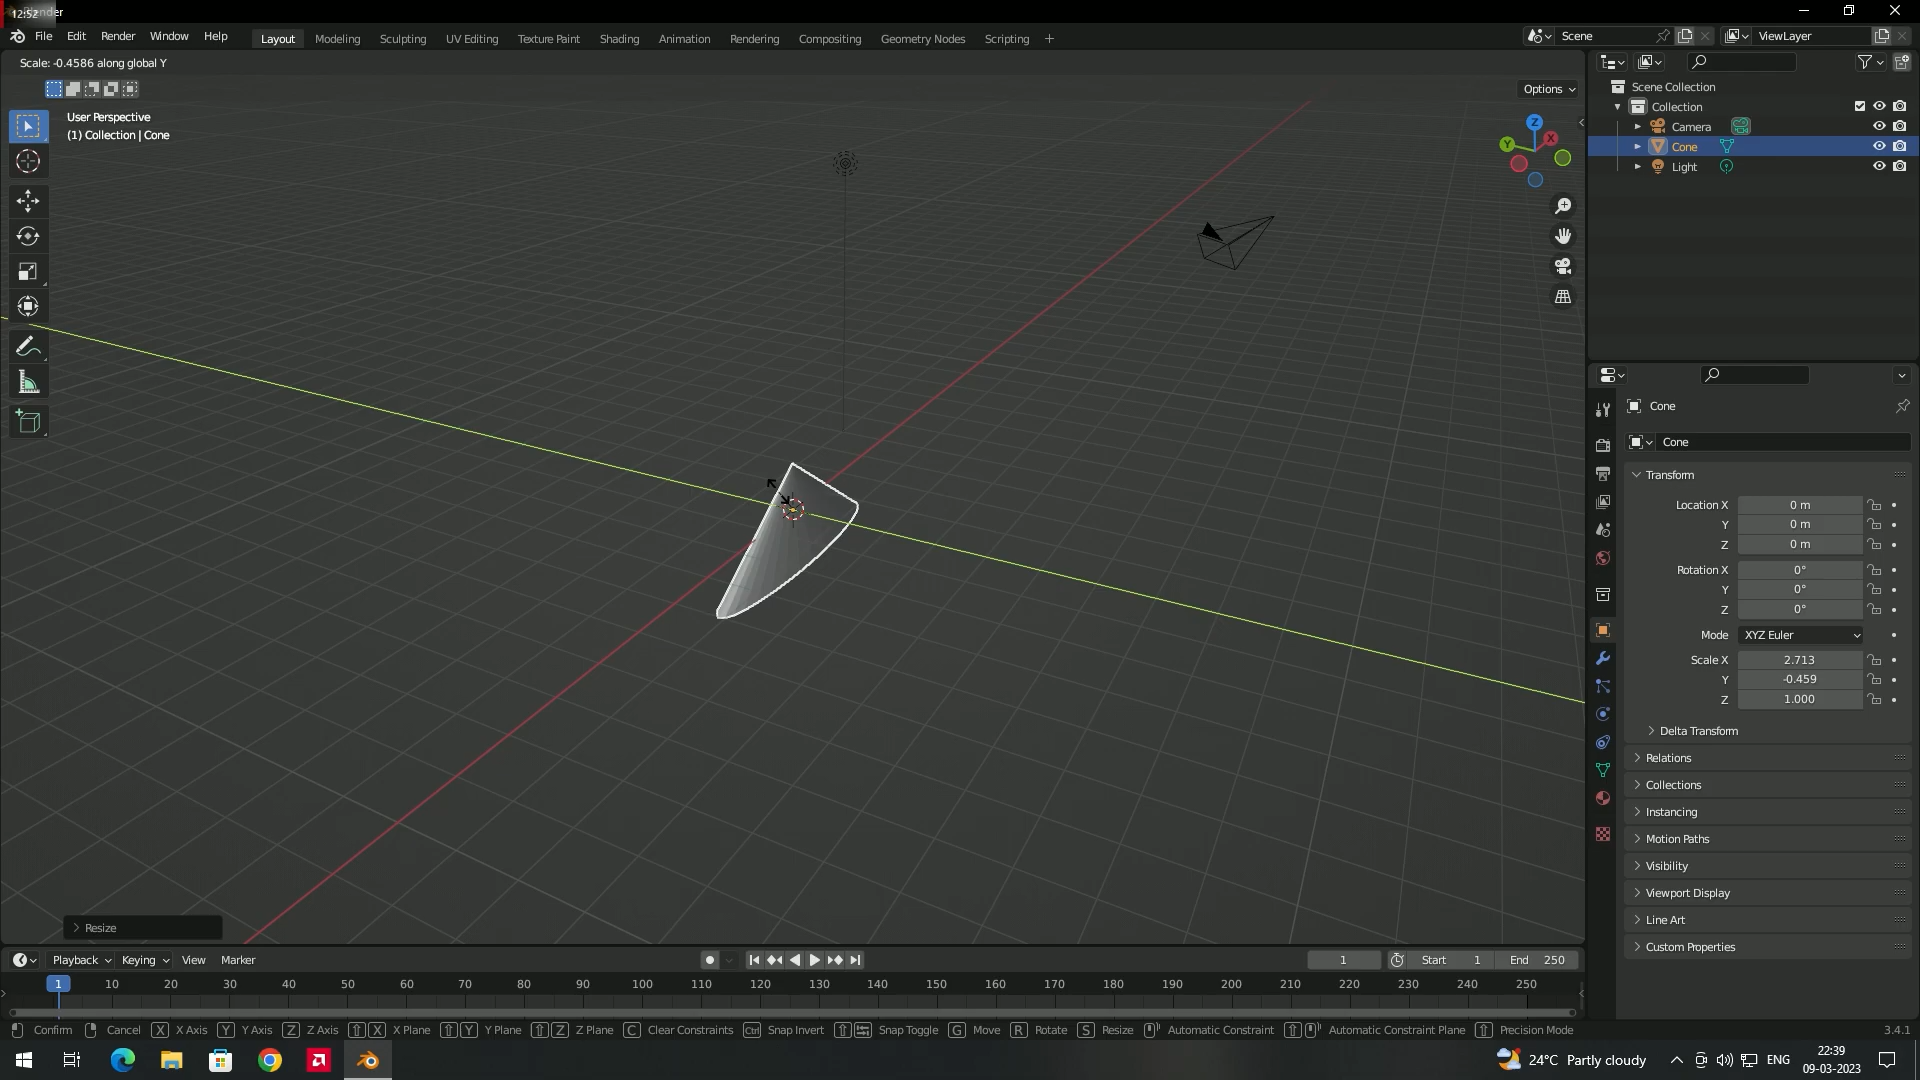 12:52
Blender
File Edit Render Window Help Layout Modeling Sculpting UV Editing Texture Paint Shading Animation Rendering Compositing Geometry Nodes Scripting +
Scene ViewLayer
Scale: -0.4586 along global Y
Options
User Perspective
(1) Collection | Cone
Z
X
Y
Scene Collection
Collection
Camera
Cone
Light
Cone
Cone
Transform
Location X 0 m
Y 0 m
Z 0 m
Rotation X 0°
Y 0°
Z 0°
Mode XYZ Euler
Scale X 2.713
Y -0.459
Z 1.000
Delta Transform
Relations
Collections
Instancing
Motion Paths
Visibility
Viewport Display
Line Art
Custom Properties
Resize
Playback Keying View Marker 1 Start 1 End 250
1 10 20 30 40 50 60 70 80 90 100 110 120 130 140 150 160 170 180 190 200 210 220 230 240 250
Confirm Cancel X X Axis Y Y Axis Z Z Axis X X Plane Y Y Plane Z Z Plane C Clear Constraints Ctrl Snap Invert Snap Toggle G Move R Rotate S Resize Automatic Constraint Automatic Constraint Plane Precision Mode 3.4.1
24°C Partly cloudy ENG 22:39
09-03-2023